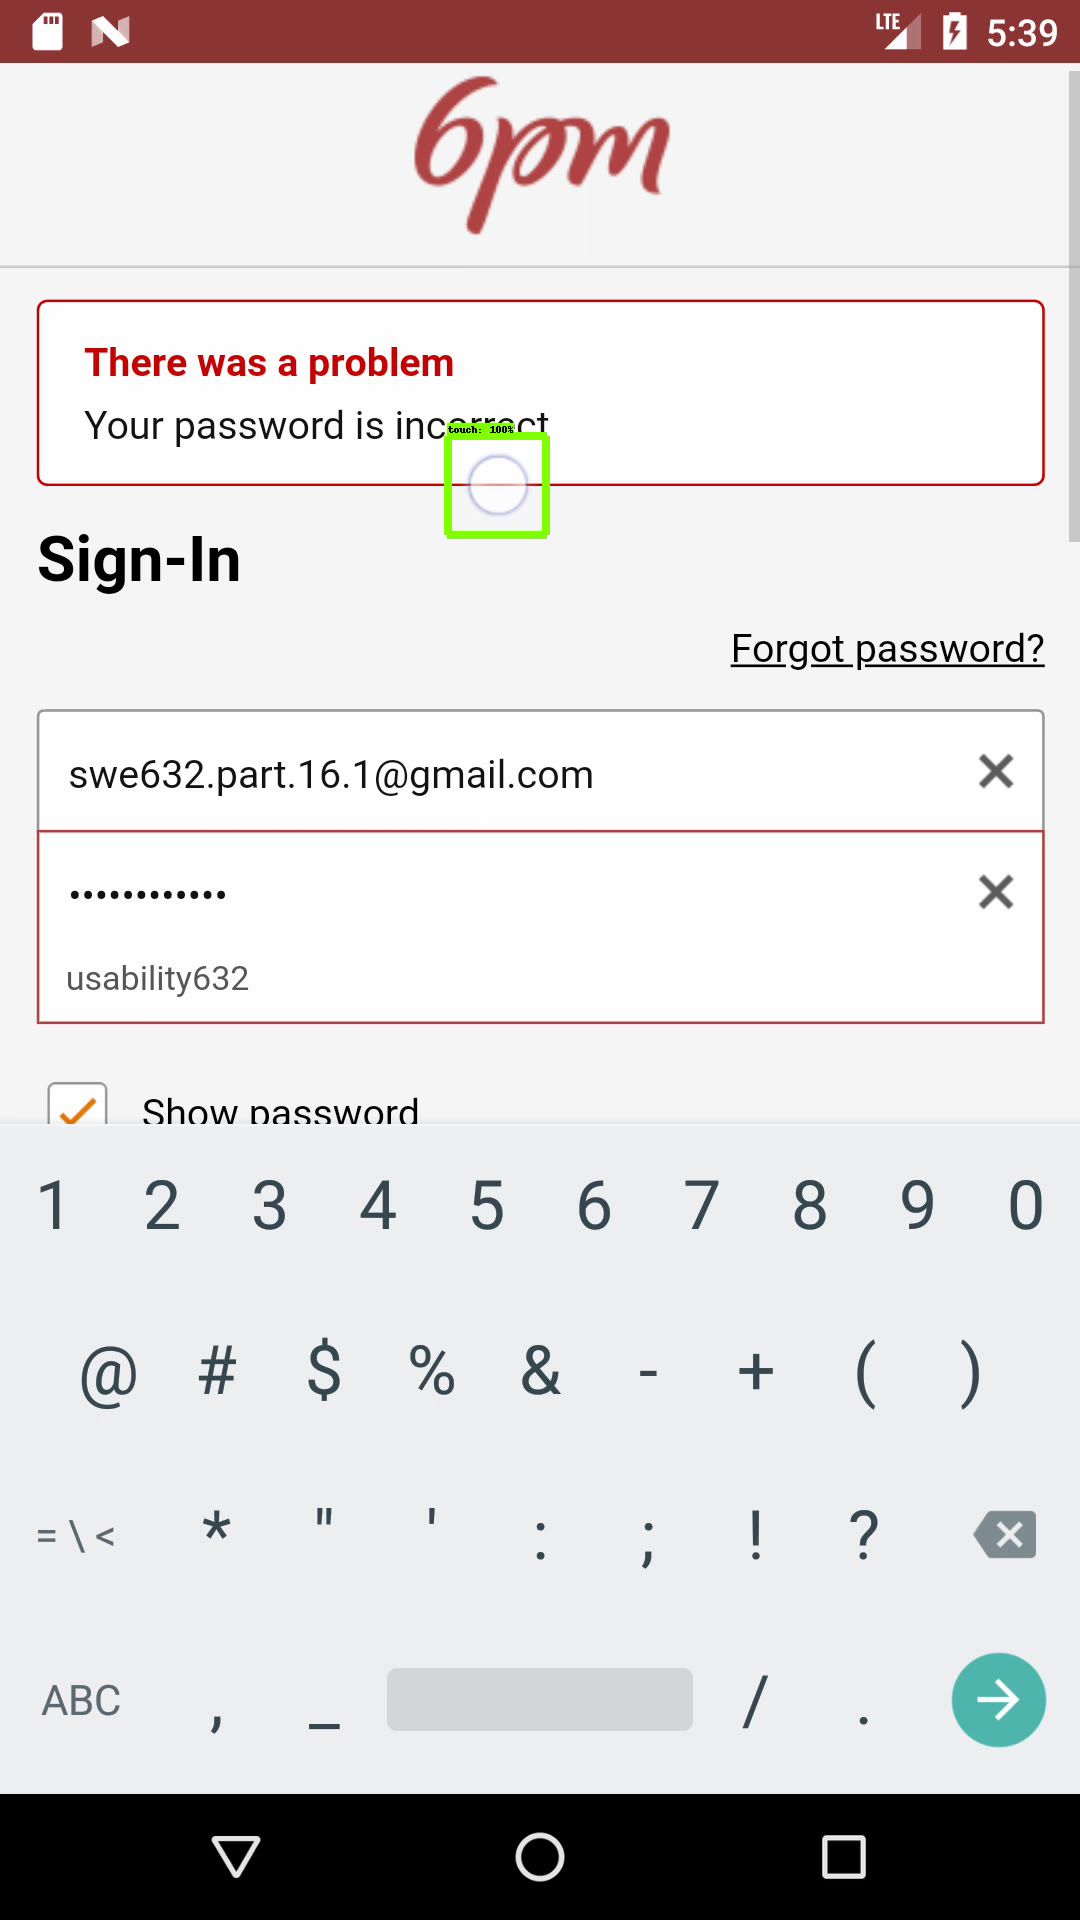 LTE 5:39
6pm
There was a problem
Your password is incorrect
touch: 100%
Sign-In
Forgot password?
swe632.part.16.1@gmail.com
••••••••••••
usability632
Show password
1 2 3 4 5 6 7 8 9 0
@ # $ % & - + ( )
= \ < * " ' : ; ! ?
ABC , _ / .